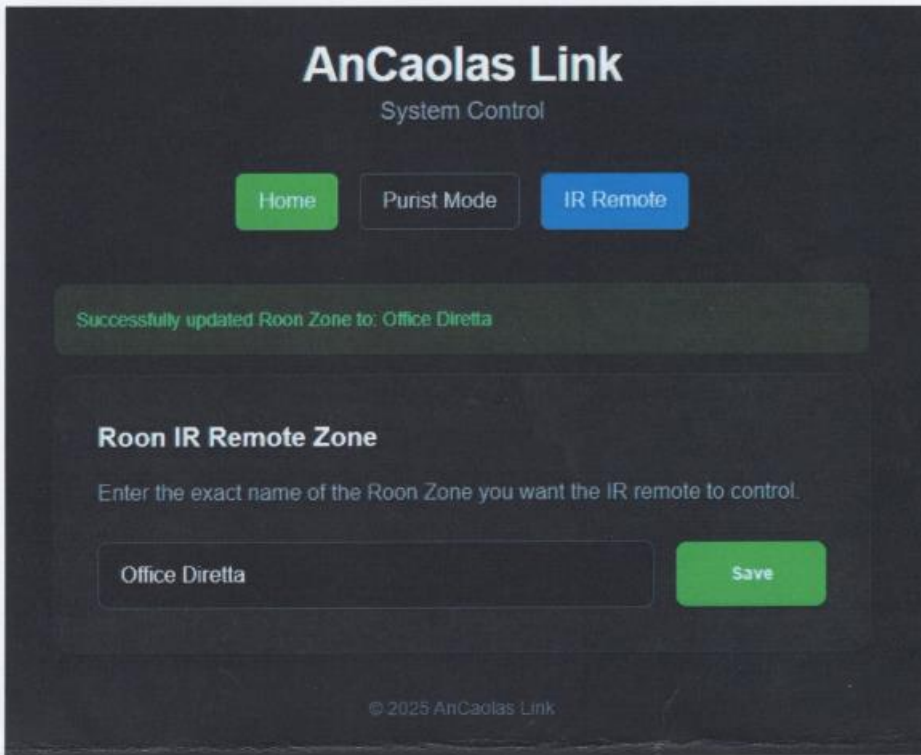 AnCaolas Link
System Control
Home Purist Mode IR Remote
Successfully updated Roon Zone to: Office Diretta
Roon IR Remote Zone
Enter the exact name of the Roon Zone you want the IR remote to control.
Office Diretta Save
© 2025 AnCaolas Link